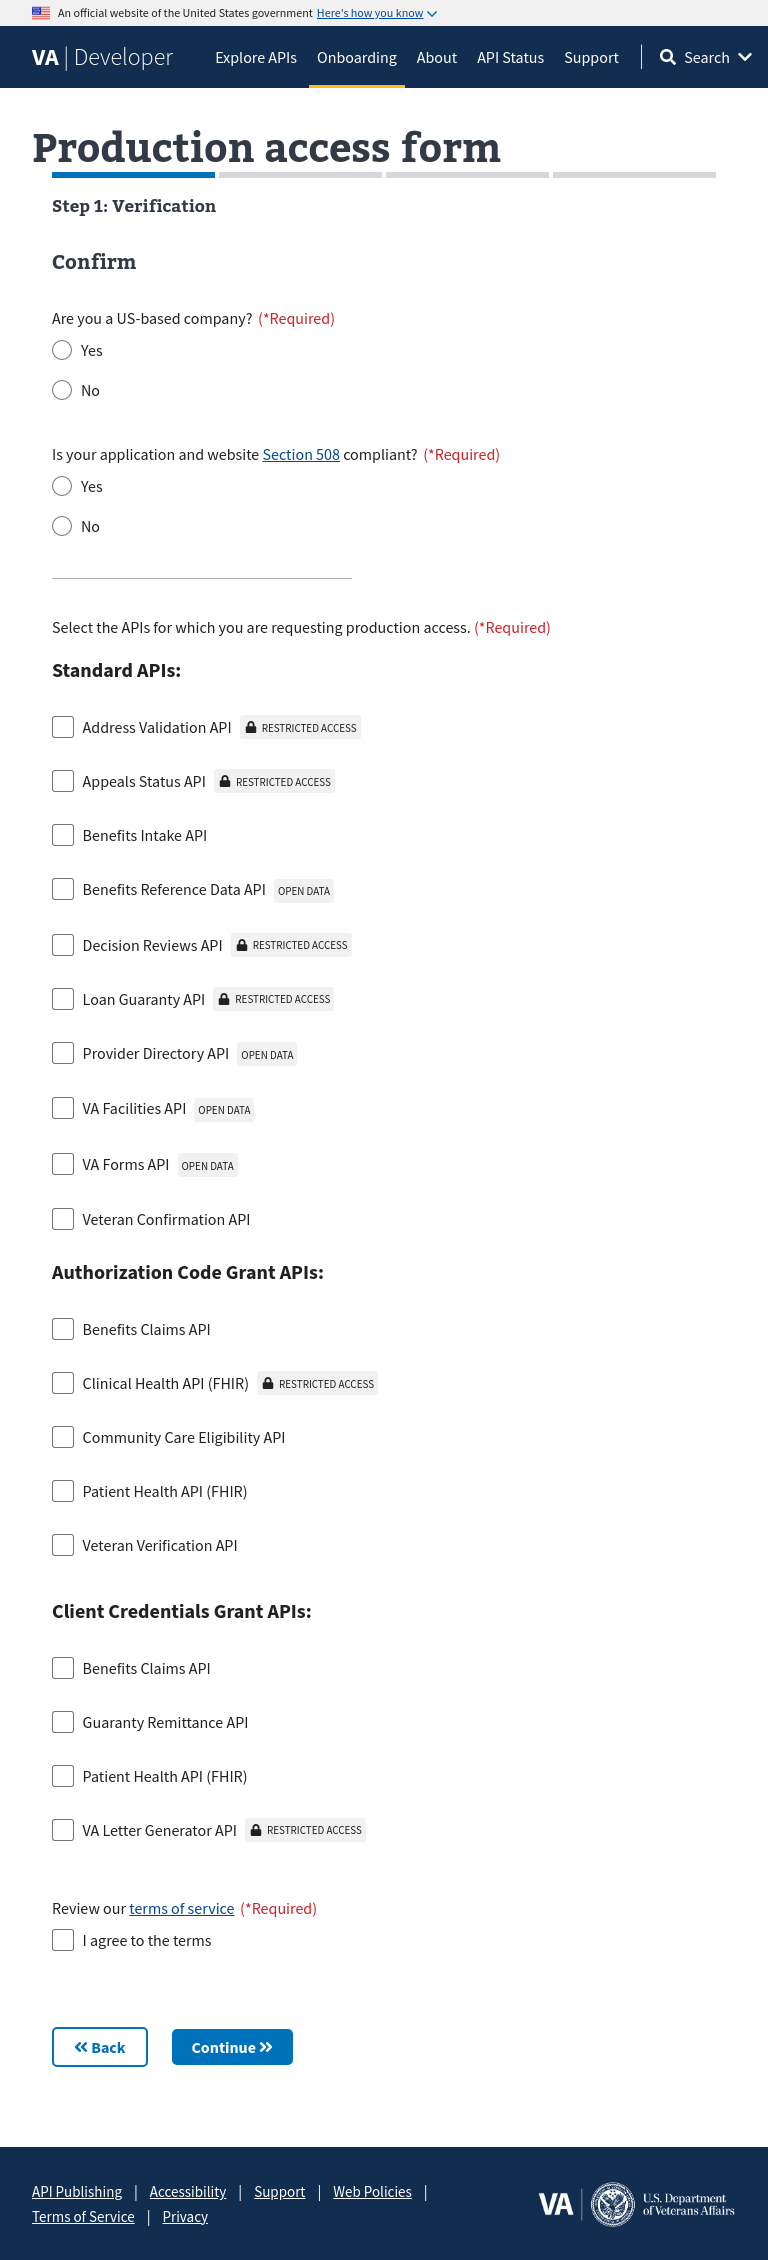 An official website of the United States government Here's how you know
VA | Developer Explore APIs Onboarding About API Status Support Search
Production access form
Step 1: Verification
Confirm
Are you a US-based company? (*Required)
Yes
No
Is your application and website Section 508 compliant? (*Required)
Yes
No
Select the APIs for which you are requesting production access. (*Required)
Standard APIs:
Address Validation API RESTRICTED ACCESS
Appeals Status API RESTRICTED ACCESS
Benefits Intake API
Benefits Reference Data API OPEN DATA
Decision Reviews API RESTRICTED ACCESS
Loan Guaranty API RESTRICTED ACCESS
Provider Directory API OPEN DATA
VA Facilities API OPEN DATA
VA Forms API OPEN DATA
Veteran Confirmation API
Authorization Code Grant APIs:
Benefits Claims API
Clinical Health API (FHIR) RESTRICTED ACCESS
Community Care Eligibility API
Patient Health API (FHIR)
Veteran Verification API
Client Credentials Grant APIs:
Benefits Claims API
Guaranty Remittance API
Patient Health API (FHIR)
VA Letter Generator API RESTRICTED ACCESS
Review our terms of service (*Required)
I agree to the terms
Back Continue
API Publishing | Accessibility | Support | Web Policies |
Terms of Service | Privacy
VA U.S. Department
of Veterans Affairs